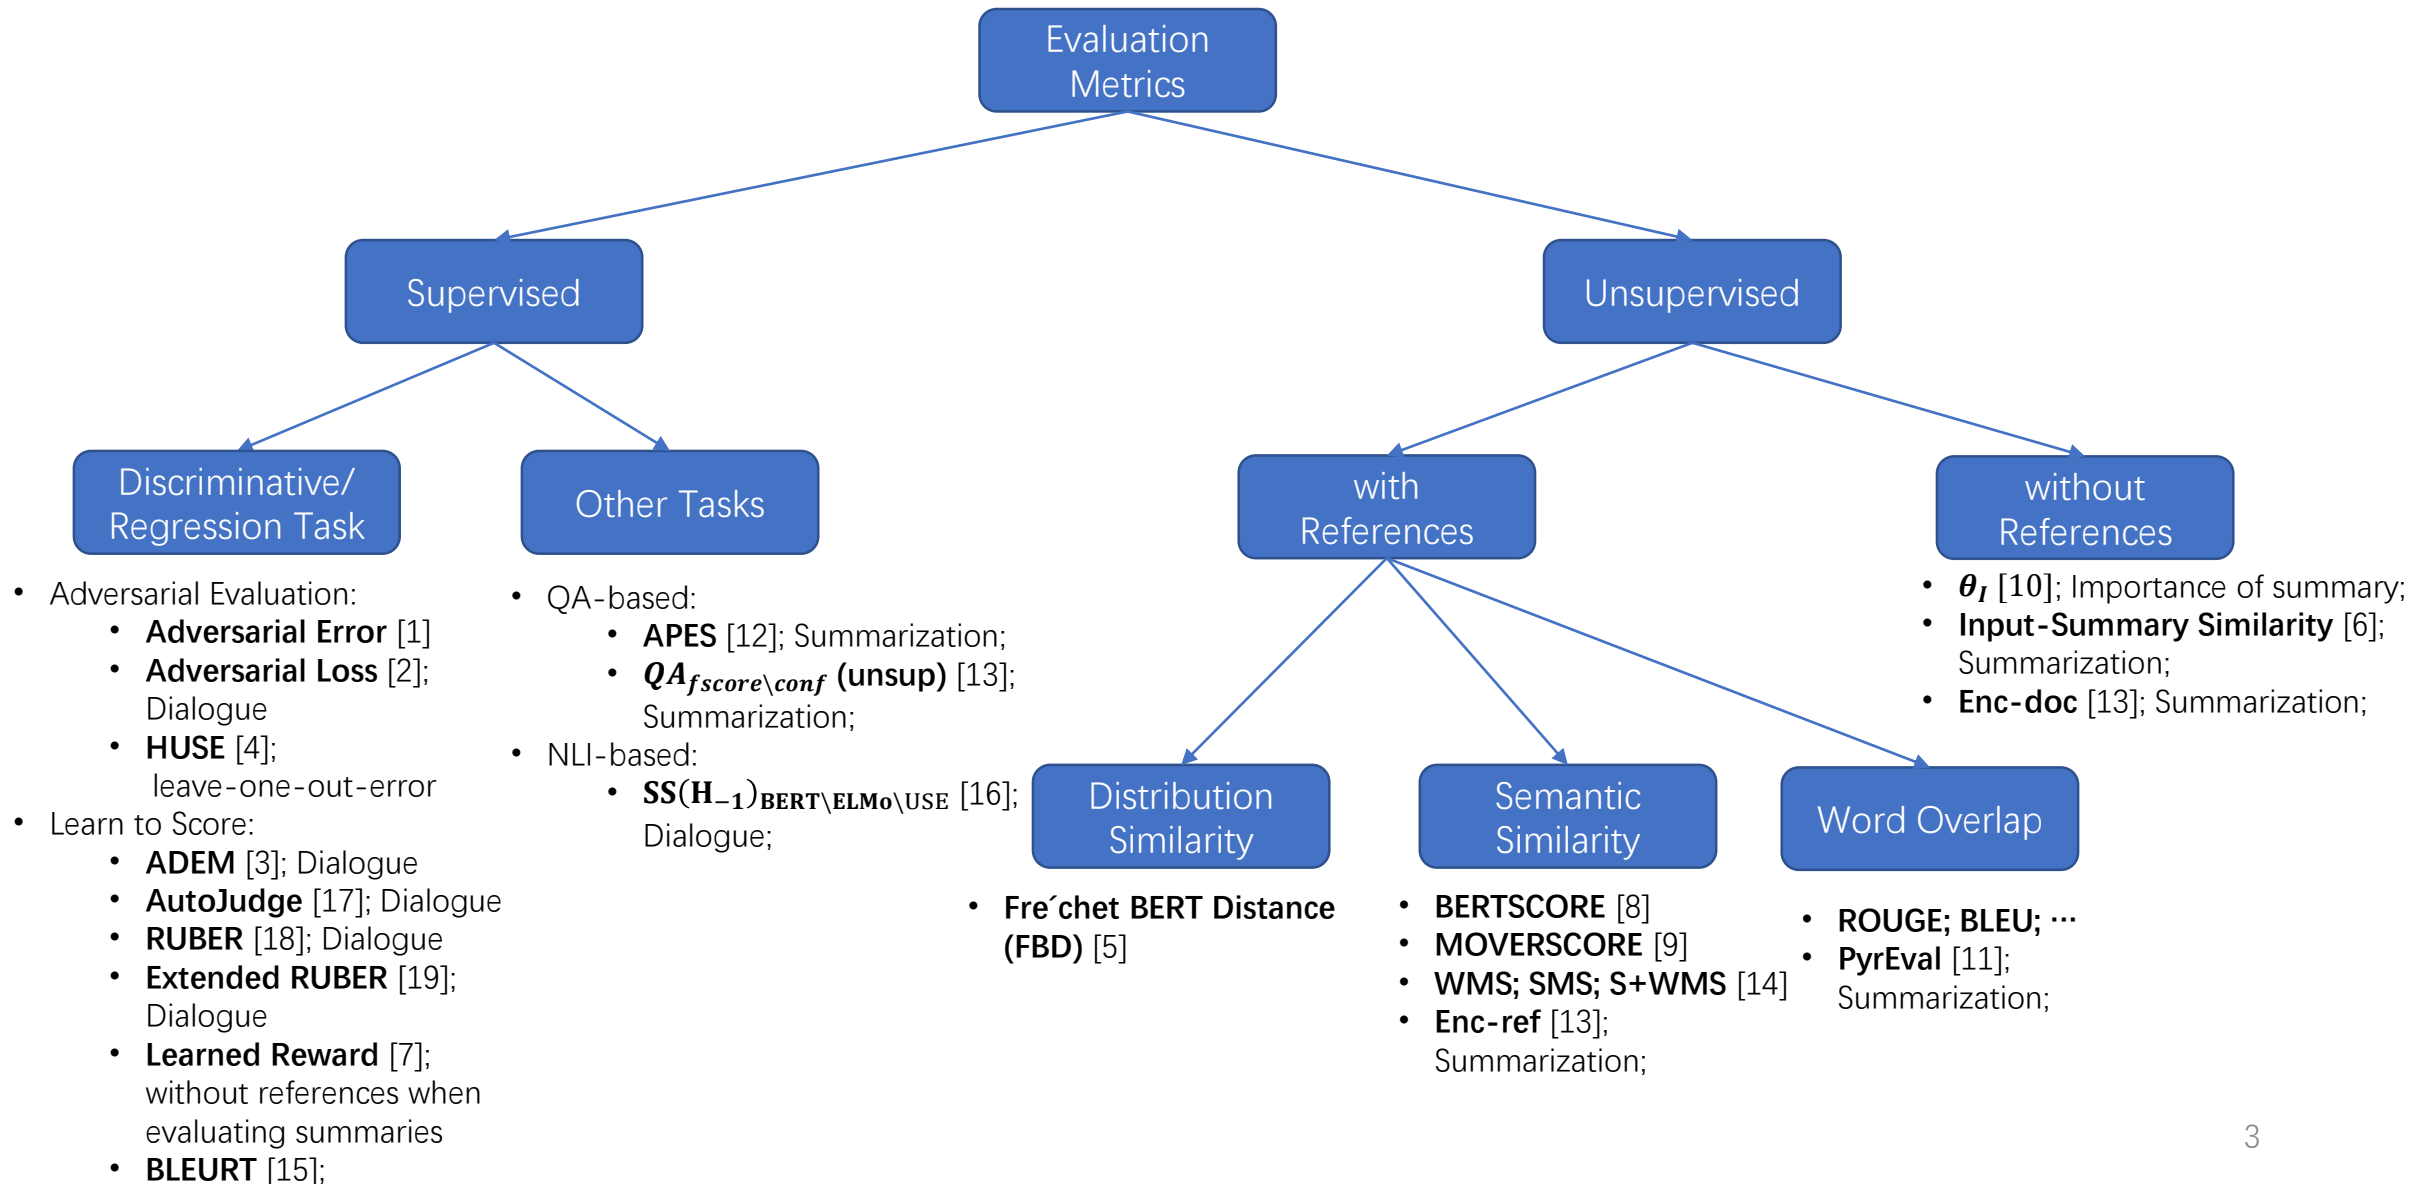 Evaluation
Metrics
Supervised
Unsupervised
Discriminative/
Regression Task
Other Tasks
with
References
without
References
• Adversarial Evaluation:
• Adversarial Error [1]
• Adversarial Loss [2];
Dialogue
• HUSE [4];
leave-one-out-error
• Learn to Score:
• ADEM [3]; Dialogue
• AutoJudge [17]; Dialogue
• RUBER [18]; Dialogue
• Extended RUBER [19];
Dialogue
• Learned Reward [7];
without references when
evaluating summaries
• BLEURT [15];
• QA-based:
• APES [12]; Summarization;
• QA_{fscore\conf} (unsup) [13];
Summarization;
• NLI-based:
• SS(H_{−1})_{BERT\ELMo\USE} [16];
Dialogue;
• θ_I [10]; Importance of summary;
• Input-Summary Similarity [6];
Summarization;
• Enc-doc [13]; Summarization;
Distribution
Similarity
Semantic
Similarity
Word Overlap
• Fre´chet BERT Distance
(FBD) [5]
• BERTSCORE [8]
• MOVERSCORE [9]
• WMS; SMS; S+WMS [14]
• Enc-ref [13];
Summarization;
• ROUGE; BLEU; ···
• PyrEval [11];
Summarization;
3